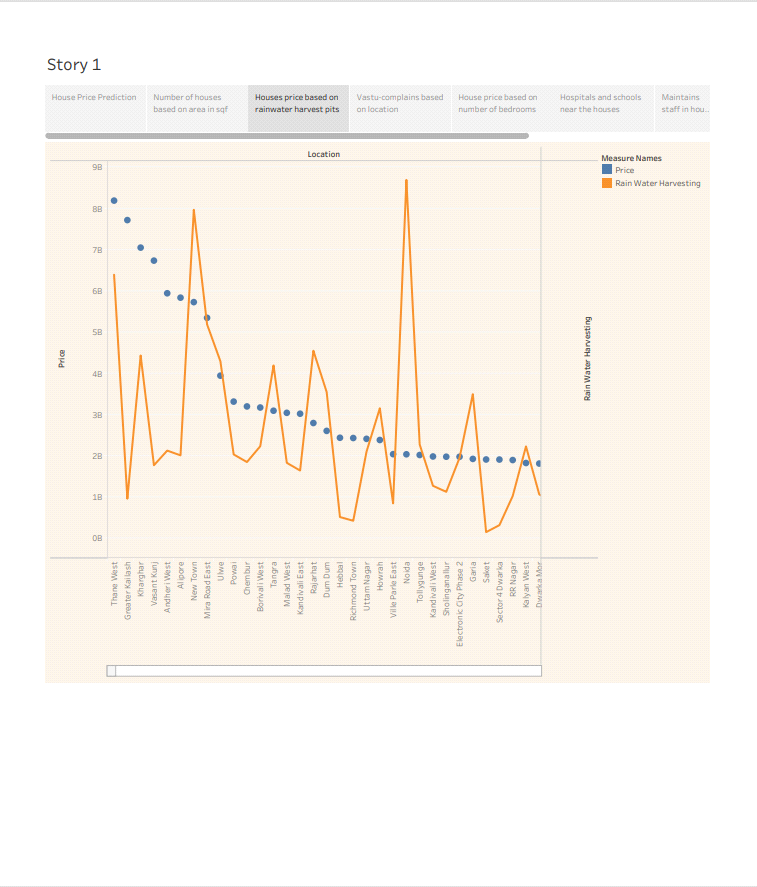 Story 1
House Price Prediction
Number of houses
based on area in sqf
Houses price based on
rainwater harvest pits
Vastu-complains based
on location
House price based on
number of bedrooms
Hospitals and schools
near the houses
Maintains
staff in hou..
Location
Measure Names
Price
Rain Water Harvesting
9B
8B
7B
6B
5B
4B
3B
2B
1B
0B
Price
Rain Water Harvesting
Thane West
Greater Kailash
Kharghar
Vasant Kunj
Andheri West
Alipore
New Town
Mira Road East
Ulwe
Powai
Chembur
Borivali West
Tangra
Malad West
Kandivali East
Rajarhat
Dum Dum
Hebbal
Richmond Town
Uttam Nagar
Howrah
Ville Parle East
Noida
Tollygunge
Kandivali West
Sholinganallur
Electronic City Phase 2
Garia
Saket
Sector 4 Dwarka
RR Nagar
Kalyan West
Dwarka Mor